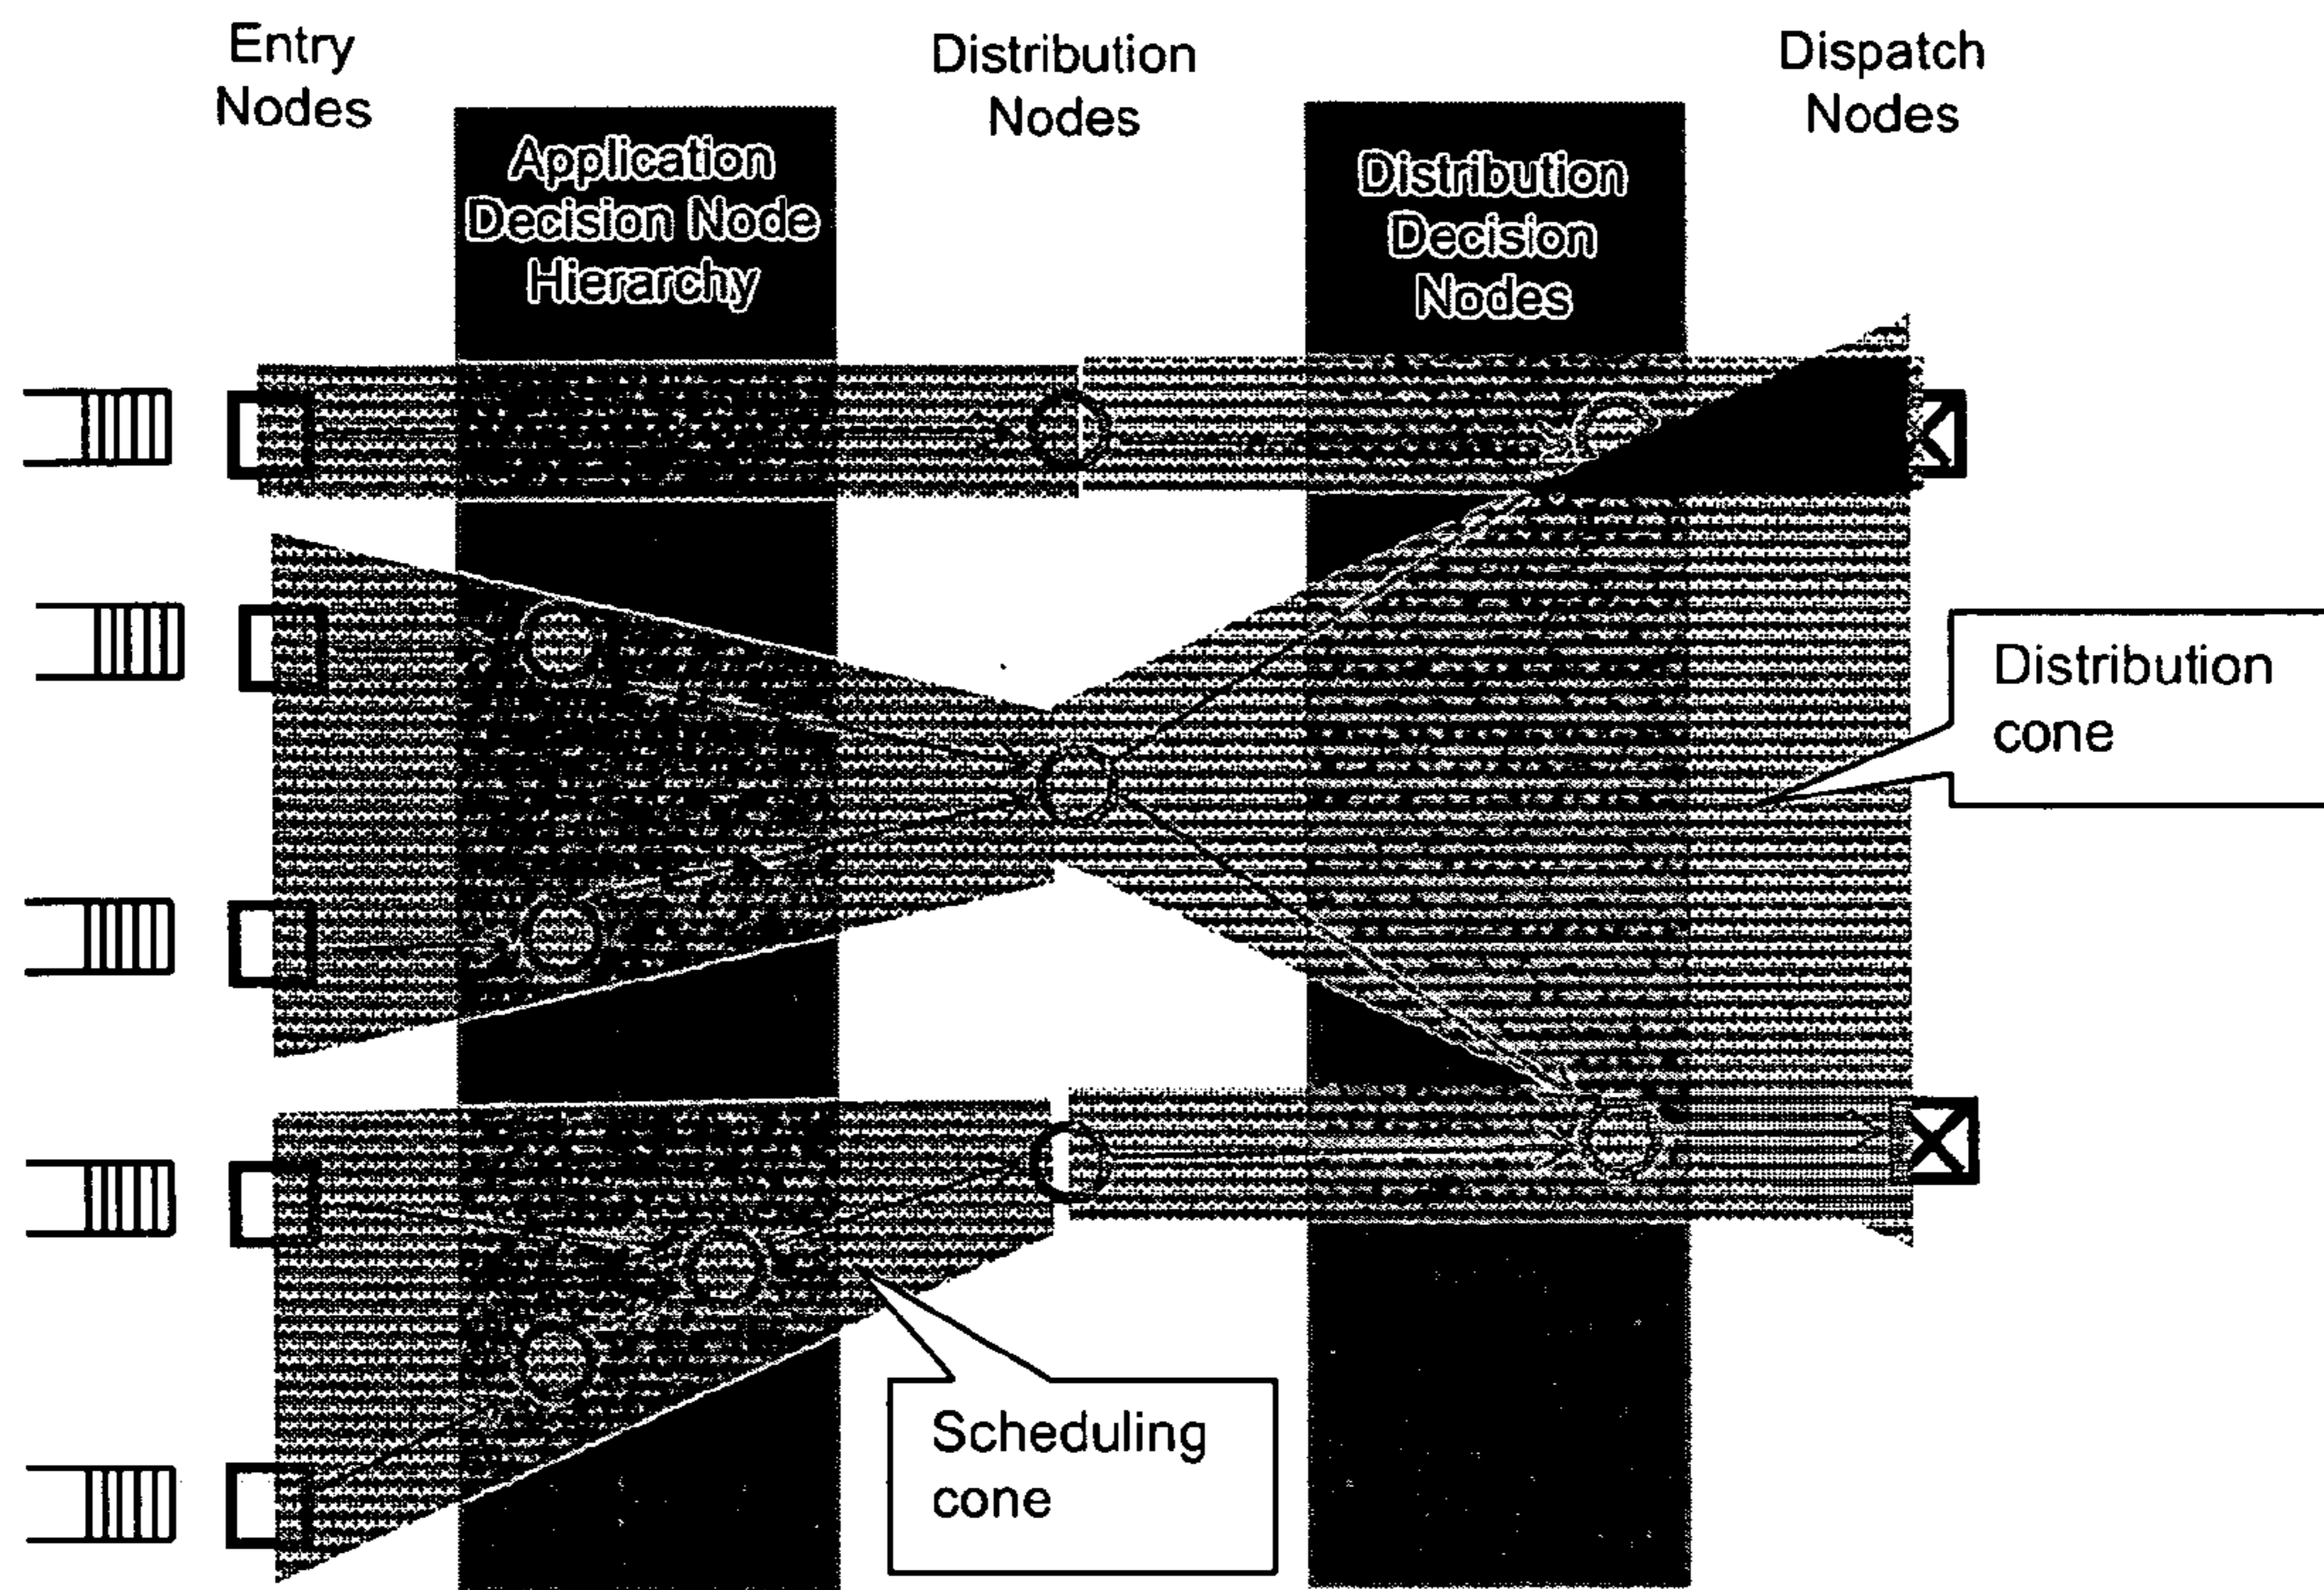 Entry
Nodes
Application
Decision Node
Hierarchy
Distribution
Nodes
Distribution
Decision
Nodes
Dispatch
Nodes
Distribution
cone
Scheduling
cone